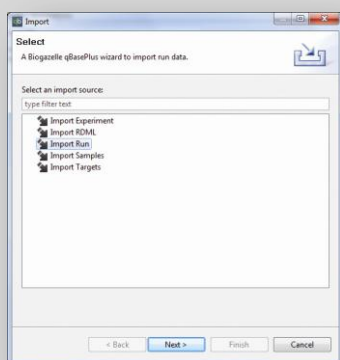 Import
Select
A Biogazelle qBasePlus wizard to import run data.
Select an import source:
type filter text
Import Experiment
Import RDML
Import Run
Import Samples
Import Targets
< Back Next > Finish Cancel